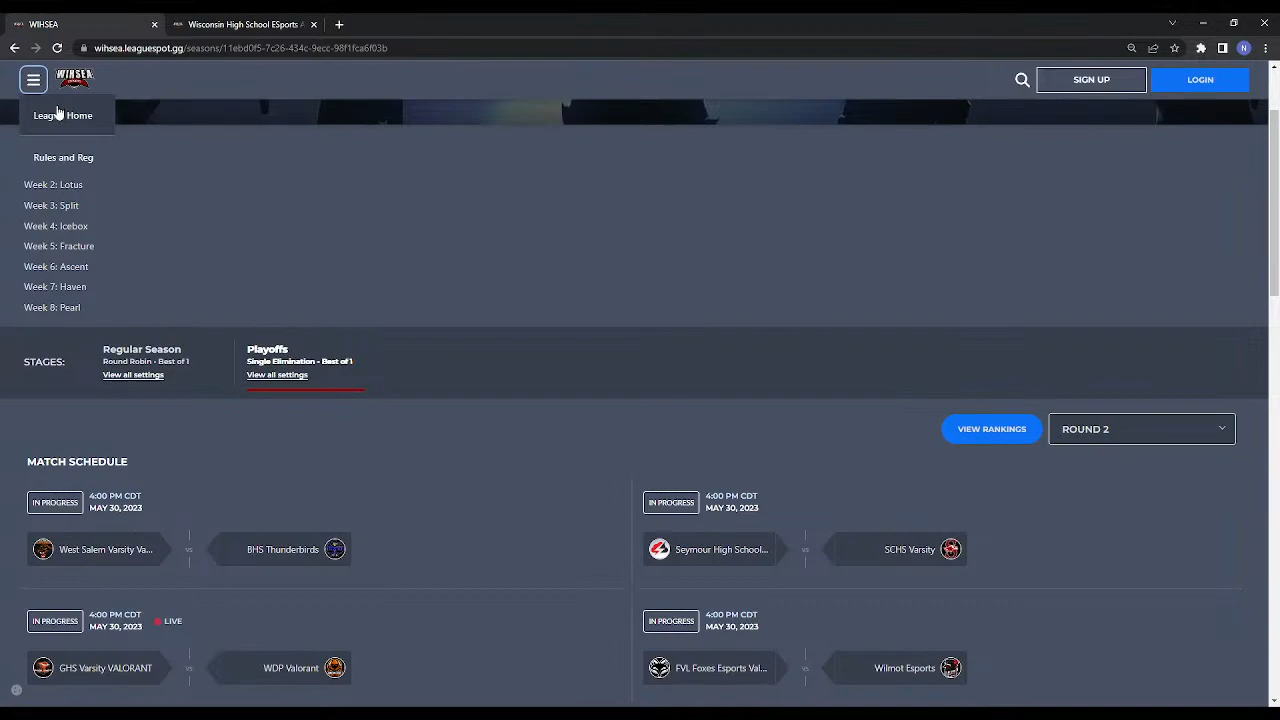 WIHSEA
Wisconsin High School ESports A
wihsea.leaguespot.gg/seasons/11ebd0f5-7c26-434c-9ecc-98f1fca6f03b
N
WIHSEA
SIGN UP
LOGIN
League Home
Rules and Reg
Week 2: Lotus
Week 3: Split
Week 4: Icebox
Week 5: Fracture
Week 6: Ascent
Week 7: Haven
Week 8: Pearl
STAGES:
Regular Season
Round Robin - Best of 1
View all settings
Playoffs
Single Elimination - Best of 1
View all settings
VIEW RANKINGS
ROUND 2
MATCH SCHEDULE
IN PROGRESS
4:00 PM CDT
MAY 30, 2023
West Salem Varsity Va...
vs
BHS Thunderbirds
IN PROGRESS
4:00 PM CDT
MAY 30, 2023
Seymour High School...
vs
SCHS Varsity
IN PROGRESS
4:00 PM CDT
MAY 30, 2023
LIVE
GHS Varsity VALORANT
vs
WDP Valorant
IN PROGRESS
4:00 PM CDT
MAY 30, 2023
FVL Foxes Esports Val...
vs
Wilmot Esports